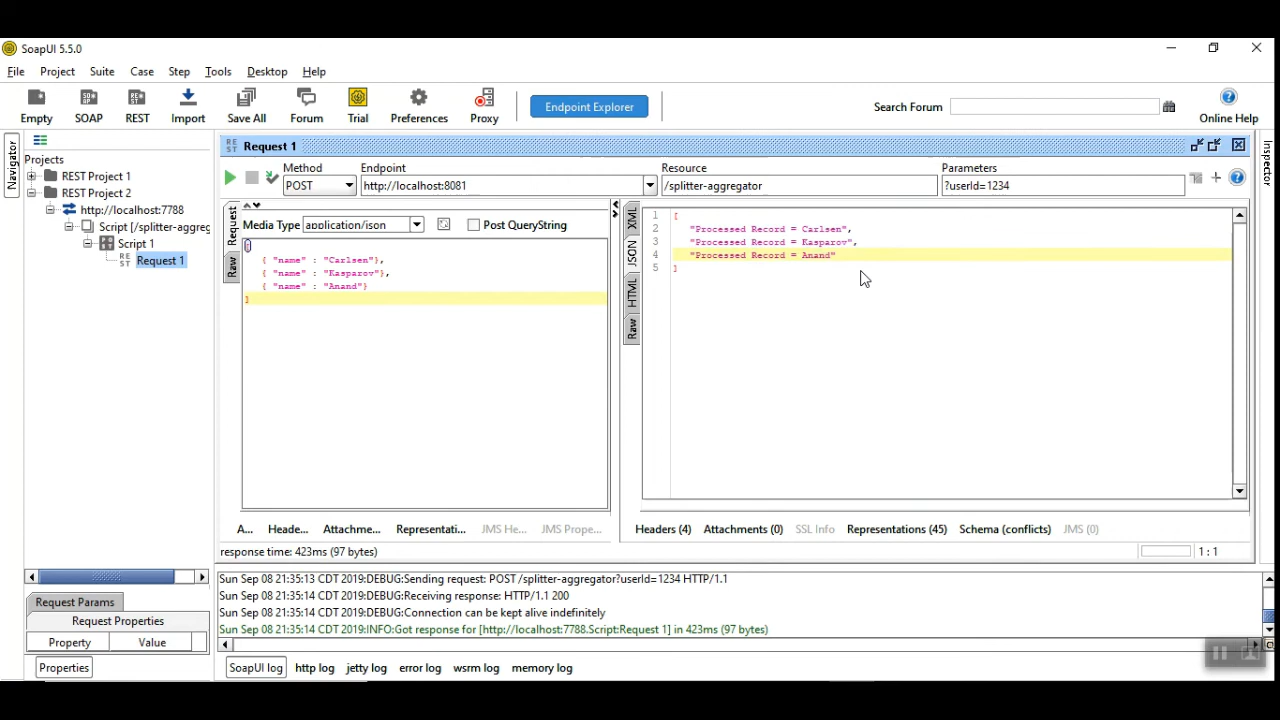 SoapUI 5.5.0
File Project Suite Case Step Tools Desktop Help
Empty SOAP REST Import Save All Forum Trial Preferences Proxy Endpoint Explorer Search Forum Online Help
Navigator
Projects
REST Project 1
REST Project 2
http://localhost:7788
Script [/splitter-aggreg
Script 1
REST Request 1
REST Request 1
Method Endpoint Resource Parameters
POST http://localhost:8081 /splitter-aggregator ?userId=1234
Request
Raw
Media Type application/json Post QueryString
[
{ "name" : "Carlsen"},
{ "name" : "Kasparov"},
{ "name" : "Anand"}
]
A... Heade... Attachme... Representati... JMS He... JMS Prope...
XML
JSON
HTML
Raw
1 [
2 "Processed Record = Carlsen",
3 "Processed Record = Kasparov",
4 "Processed Record = Anand"
5 ]
Headers (4) Attachments (0) SSL Info Representations (45) Schema (conflicts) JMS (0)
response time: 423ms (97 bytes) 1 : 1
Inspector
Request Params
Request Properties
Property Value
Properties
Sun Sep 08 21:35:13 CDT 2019:DEBUG:Sending request: POST /splitter-aggregator?userId=1234 HTTP/1.1
Sun Sep 08 21:35:14 CDT 2019:DEBUG:Receiving response: HTTP/1.1 200
Sun Sep 08 21:35:14 CDT 2019:DEBUG:Connection can be kept alive indefinitely
Sun Sep 08 21:35:14 CDT 2019:INFO:Got response for [http://localhost:7788.Script:Request 1] in 423ms (97 bytes)
SoapUI log http log jetty log error log wsrm log memory log